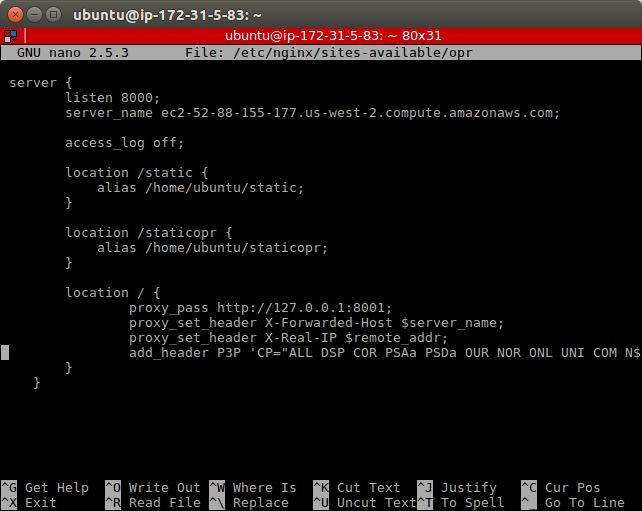 ubuntu@ip-172-31-5-83: ~
ubuntu@ip-172-31-5-83: ~ 80x31
GNU nano 2.5.3 File: /etc/nginx/sites-available/opr
server {
listen 8000;
server_name ec2-52-88-155-177.us-west-2.compute.amazonaws.com;
access_log off;
location /static {
alias /home/ubuntu/static;
}
location /staticopr {
alias /home/ubuntu/staticopr;
}
location / {
proxy_pass http://127.0.0.1:8001;
proxy_set_header X-Forwarded-Host $server_name;
proxy_set_header X-Real-IP $remote_addr;
add_header P3P 'CP="ALL DSP COR PSAa PSDa OUR NOR ONL UNI COM N$
}
}
^G Get Help ^O Write Out ^W Where Is ^K Cut Text ^J Justify ^C Cur Pos
^X Exit ^R Read File ^\ Replace ^U Uncut Text ^T To Spell ^_ Go To Line